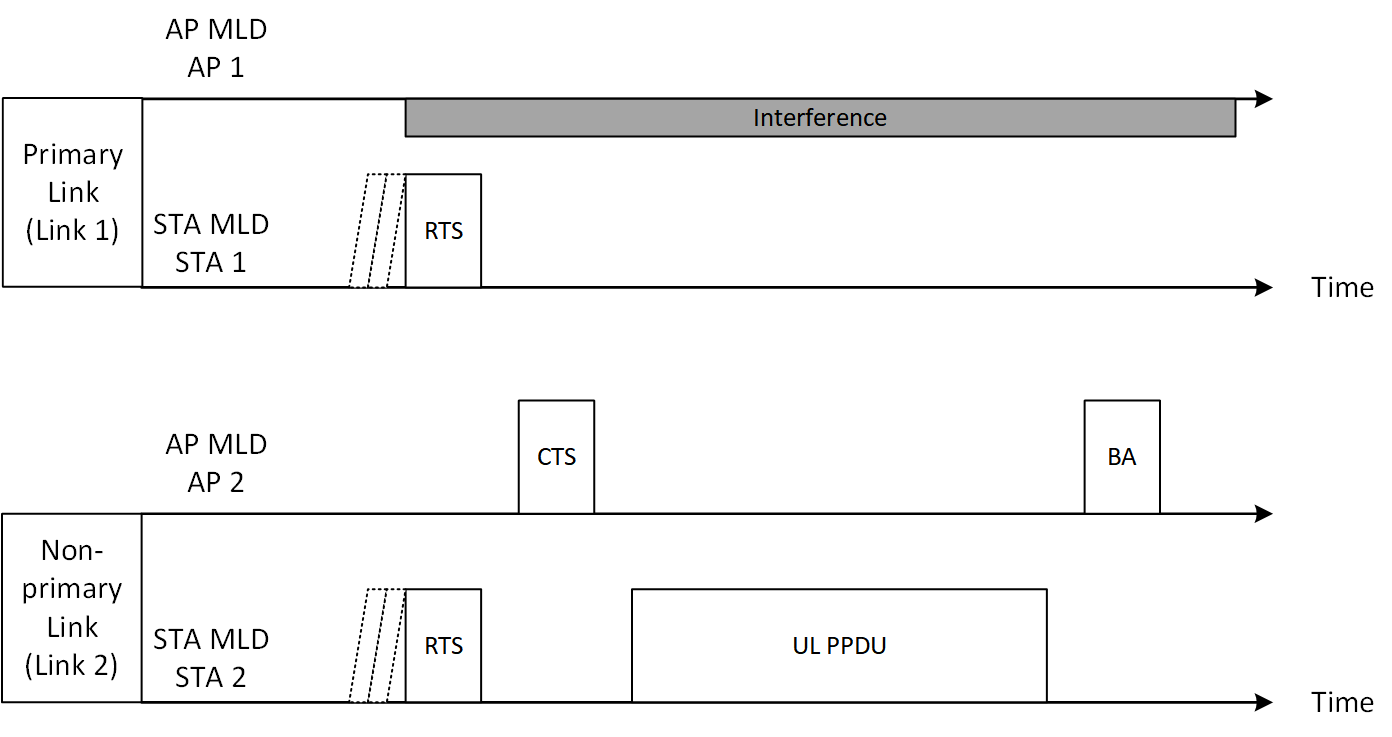 AP MLD
AP 1
Interference
Primary
Link
(Link 1)
STA MLD
STA 1
RTS
Time
AP MLD
AP 2
CTS
BA
Non-
primary
Link
(Link 2)
STA MLD
STA 2
RTS
UL PPDU
Time